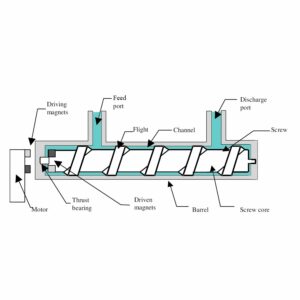 Feed
port
Discharge
port
Driving
magnets
Flight
Channel
Screw
Motor
Thrust
bearing
Driven
magnets
Barrel
Screw core